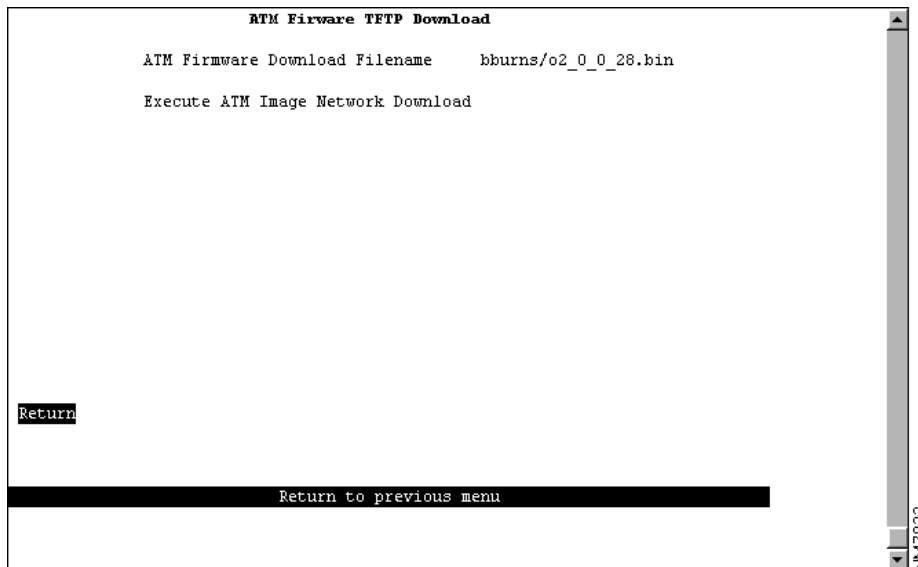 ATM Firware TFTP Download
ATM Firmware Download Filename bburns/o2_0_0_28.bin
Execute ATM Image Network Download
Return
Return to previous menu